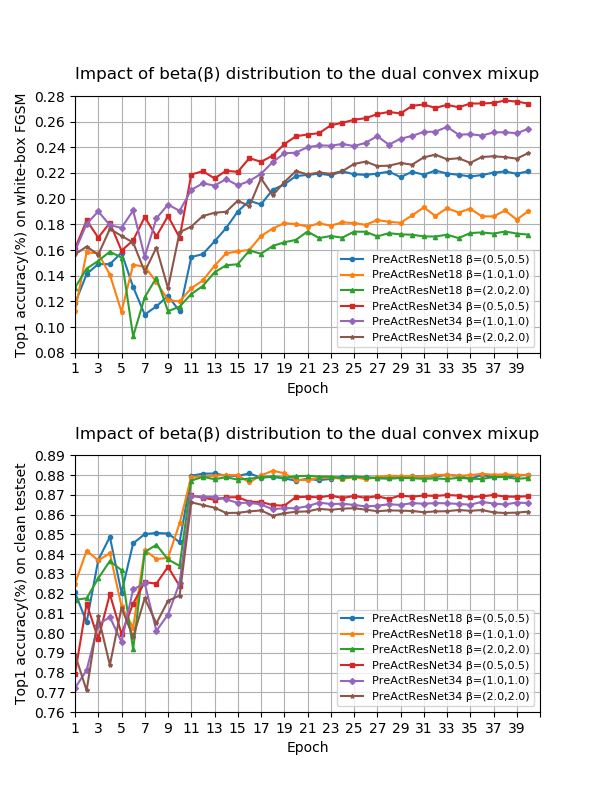 Impact of beta(β) distribution to the dual convex mixup
Top1 accuracy(%) on white-box FGSM
0.28
0.26
0.24
0.22
0.20
0.18
0.16
0.14
0.12
0.10
0.08
PreActResNet18 β=(0.5,0.5)
PreActResNet18 β=(1.0,1.0)
PreActResNet18 β=(2.0,2.0)
PreActResNet34 β=(0.5,0.5)
PreActResNet34 β=(1.0,1.0)
PreActResNet34 β=(2.0,2.0)
1 3 5 7 9 11 13 15 17 19 21 23 25 27 29 31 33 35 37 39
Epoch
Impact of beta(β) distribution to the dual convex mixup
Top1 accuracy(%) on clean testset
0.89
0.88
0.87
0.86
0.85
0.84
0.83
0.82
0.81
0.80
0.79
0.78
0.77
0.76
PreActResNet18 β=(0.5,0.5)
PreActResNet18 β=(1.0,1.0)
PreActResNet18 β=(2.0,2.0)
PreActResNet34 β=(0.5,0.5)
PreActResNet34 β=(1.0,1.0)
PreActResNet34 β=(2.0,2.0)
1 3 5 7 9 11 13 15 17 19 21 23 25 27 29 31 33 35 37 39
Epoch